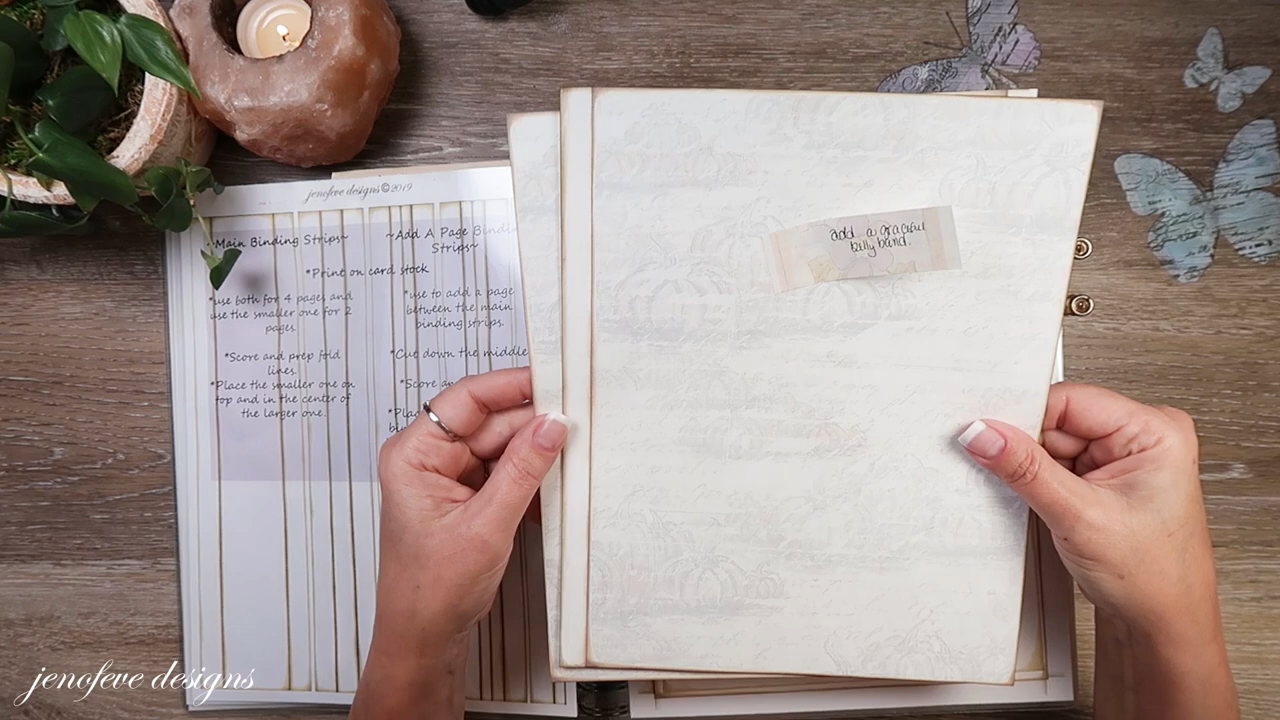 jenofeve designs©2019
~Main Binding Strips~
~Add A Page Bindin
Strips~
*Print on card stock
*use both for 4 pages and
use the smaller one for 2
pages.
*use to add a page
between the main
binding strips.
*Score and prep fold
lines.
*Place the smaller one on
top and in the center of
the larger one.
*Cut down the middle
*Score an
*Plac
add a graceful
belly band.
jenofeve designs